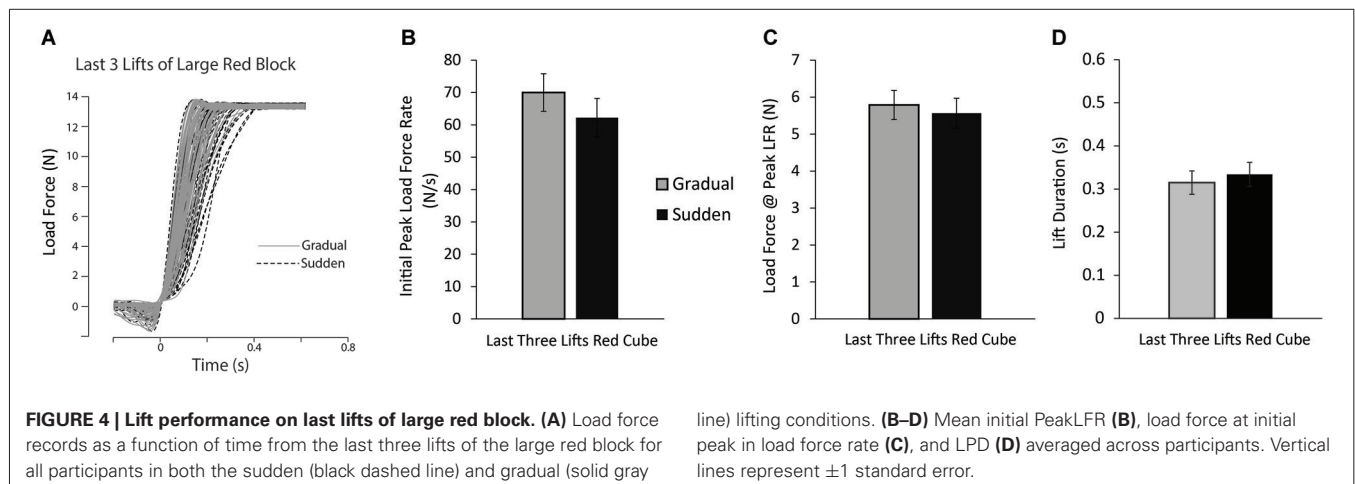 A
Last 3 Lifts of Large Red Block
Load Force (N)
14
12
10
8
6
4
2
0
0
0.4
0.8
Time (s)
Gradual
Sudden
B
Initial Peak Load Force Rate
(N/s)
80
70
60
50
40
30
20
10
0
Last Three Lifts Red Cube
Gradual
Sudden
C
Load Force @ Peak LFR (N)
7
6
5
4
3
2
1
0
Last Three Lifts Red Cube
D
Lift Duration (s)
0.6
0.5
0.4
0.3
0.2
0.1
0
Last Three Lifts Red Cube
FIGURE 4 | Lift performance on last lifts of large red block. (A) Load force
records as a function of time from the last three lifts of the large red block for
all participants in both the sudden (black dashed line) and gradual (solid gray
line) lifting conditions. (B–D) Mean initial PeakLFR (B), load force at initial
peak in load force rate (C), and LPD (D) averaged across participants. Vertical
lines represent ±1 standard error.